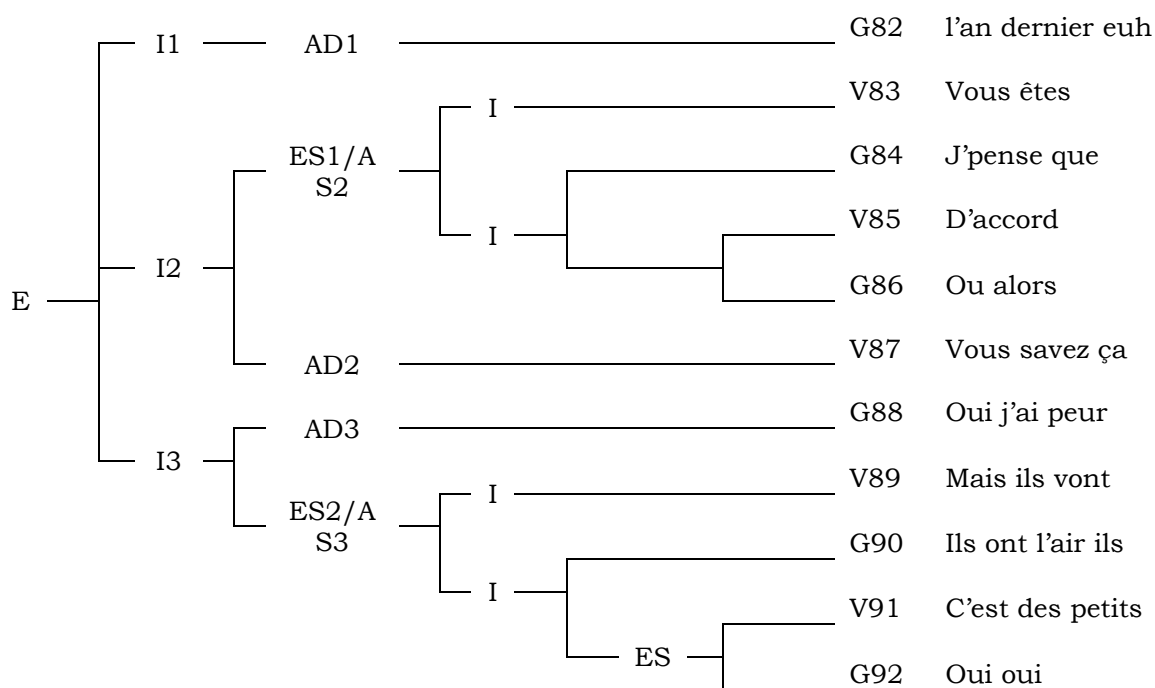 I1 AD1 G82 l'an dernier euh
I V83 Vous êtes
ES1/A
S2
G84 J'pense que
I V85 D'accord
I2 G86 Ou alors
E
AD2 V87 Vous savez ça
AD3 G88 Oui j'ai peur
I3
I V89 Mais ils vont
ES2/A
S3
G90 Ils ont l'air ils
I
V91 C'est des petits
ES
G92 Oui oui